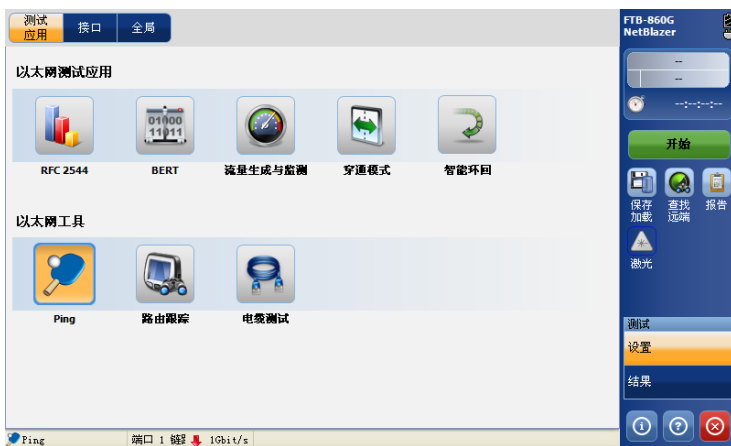 测试
应用
接口
全局
以太网测试应用
01000
11011
RFC 2544
BERT
流量生成与监测
穿通模式
智能环回
以太网工具
Ping
路由跟踪
电缆测试
Ping
端口 1 链路 1Gbit/s
FTB-860G
NetBlazer
--
--
--:--:--
开始
保存
加载
查找
远端
报告
激光
测试
设置
结果